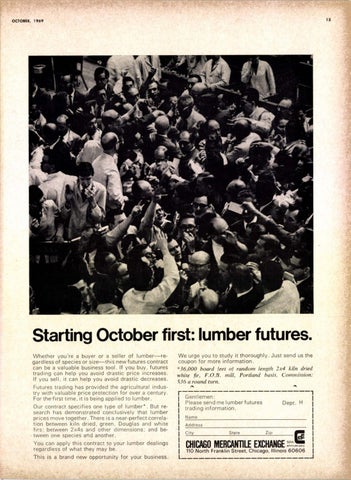 OCTOBER, 1969
13
Starting October first: lumber futures.
Whether you're a buyer or a seller of lumber—re-
gardless of species or size—this new futures contract
can be a valuable business tool. If you buy, futures
trading can help you avoid drastic price increases.
If you sell, it can help you avoid drastic decreases.
Futures trading has provided the agricultural indus-
try with valuable price protection for over a century.
For the first time, it is being applied to lumber.
Our contract specifies one type of lumber*. But re-
search has demonstrated conclusively that lumber
prices move together. There is a near-perfect correla-
tion between kiln dried, green, Douglas and white
firs; between 2x4s and other dimensions; and be-
tween one species and another.
You can apply this contract to your lumber dealings
regardless of what they may be.
This is a brand new opportunity for your business.
We urge you to study it thoroughly. Just send us the
coupon for more information.
*36,000 board feet of random length 2x4 kiln dried
white fir, F.O.B. mill, Portland basis. Commission:
$36 a round turn.
Gentlemen: Dept. H
Please send me lumber futures
trading information.
Name
Address
City State Zip
CHICAGO MERCANTILE EXCHANGE
110 North Franklin Street, Chicago, Illinois 60606